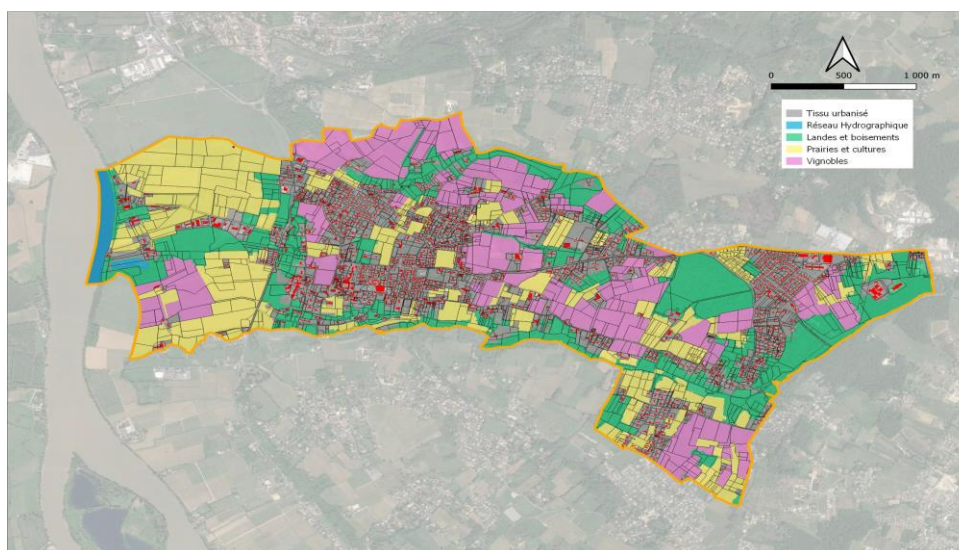 0 500 1 000 m
Tissu urbanisé
Réseau Hydrographique
Landes et boisements
Prairies et cultures
Vignobles